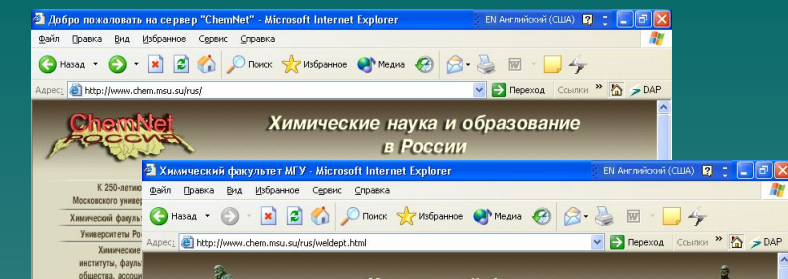 Добро пожаловать на сервер "ChemNet" - Microsoft Internet Explorer EN Английский (США)
Файл Правка Вид Избранное Сервис Справка
Назад Поиск Избранное Медиа
Адрес: http://www.chem.msu.su/rus/ Переход Ссылки » DAP
ChemNet
РОССИЯ
Химические наука и образование
в России
К 250-летию
Московского универ
Химический факуль
Университеты Ро
Химические
институты, факуль
общества, ассоци
Химический факультет МГУ - Microsoft Internet Explorer EN Английский (США)
Файл Правка Вид Избранное Сервис Справка
Назад Поиск Избранное Медиа
Адрес: http://www.chem.msu.su/rus/weldept.html Переход Ссылки » DAP